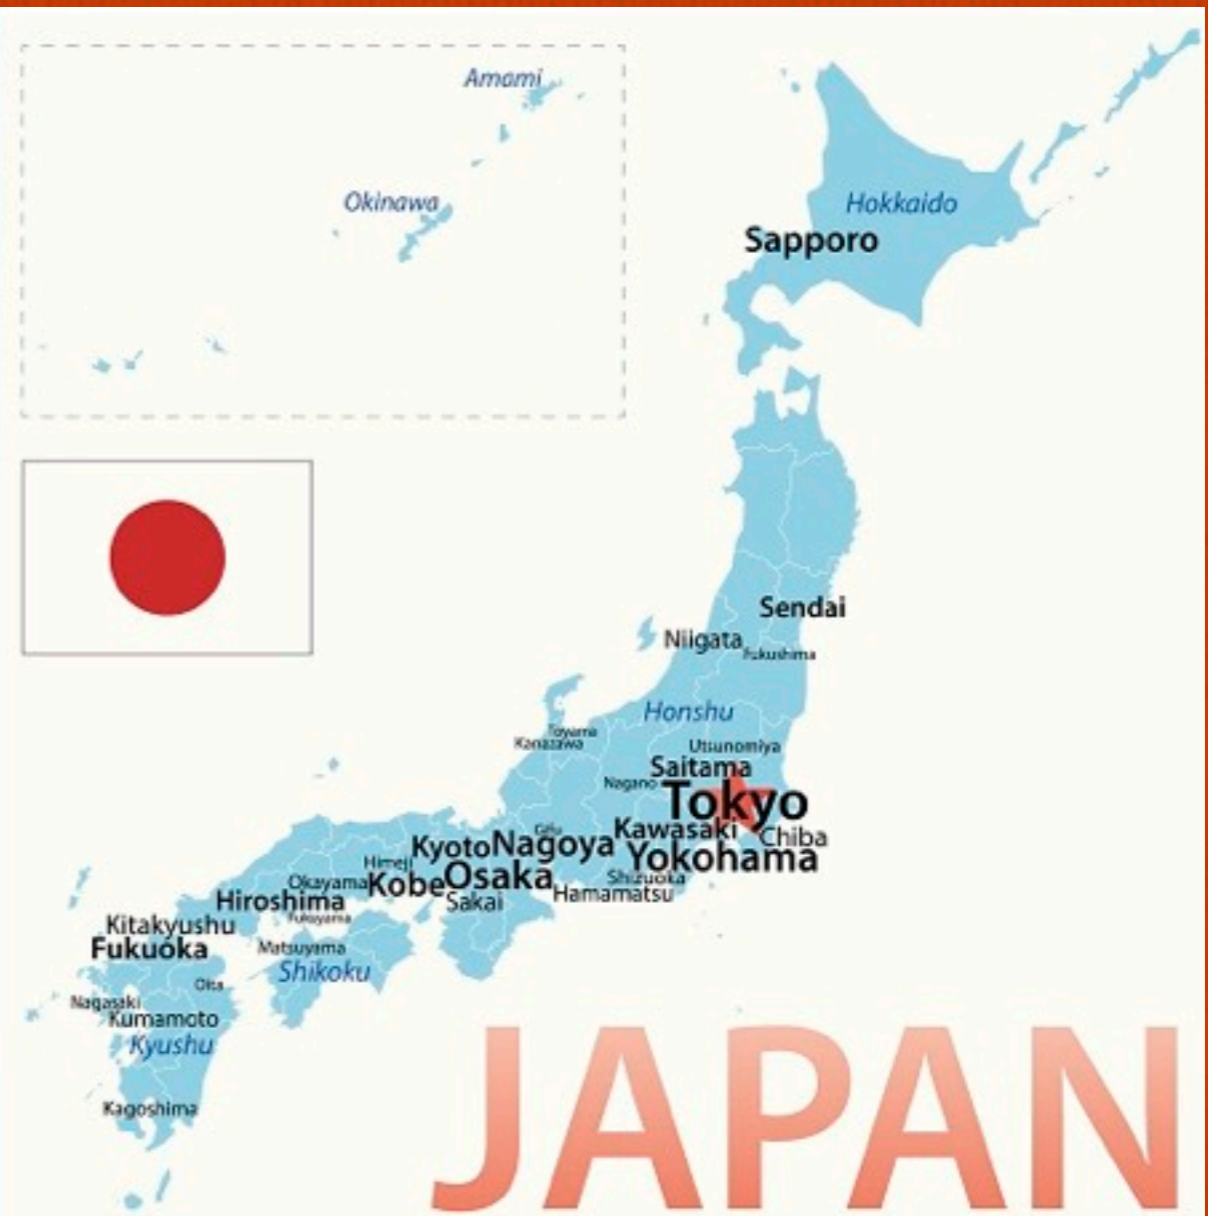 Amami
Okinawa
Hokkaido
Sapporo
Sendai
Niigata
Fukushima
Honshu
Toyama
Kanazawa
Utsunomiya
Saitama
Nagano
Tokyo
Gifu
Kawasaki
Chiba
Kyoto
Nagoya
Yokohama
Himeji
Okayama
Kobe
Osaka
Shizuoka
Hamamatsu
Hiroshima
Sakai
Fukuyama
Kitakyushu
Fukuoka
Matsuyama
Shikoku
Oita
Nagasaki
Kumamoto
Kyushu
Kagoshima
JAPAN